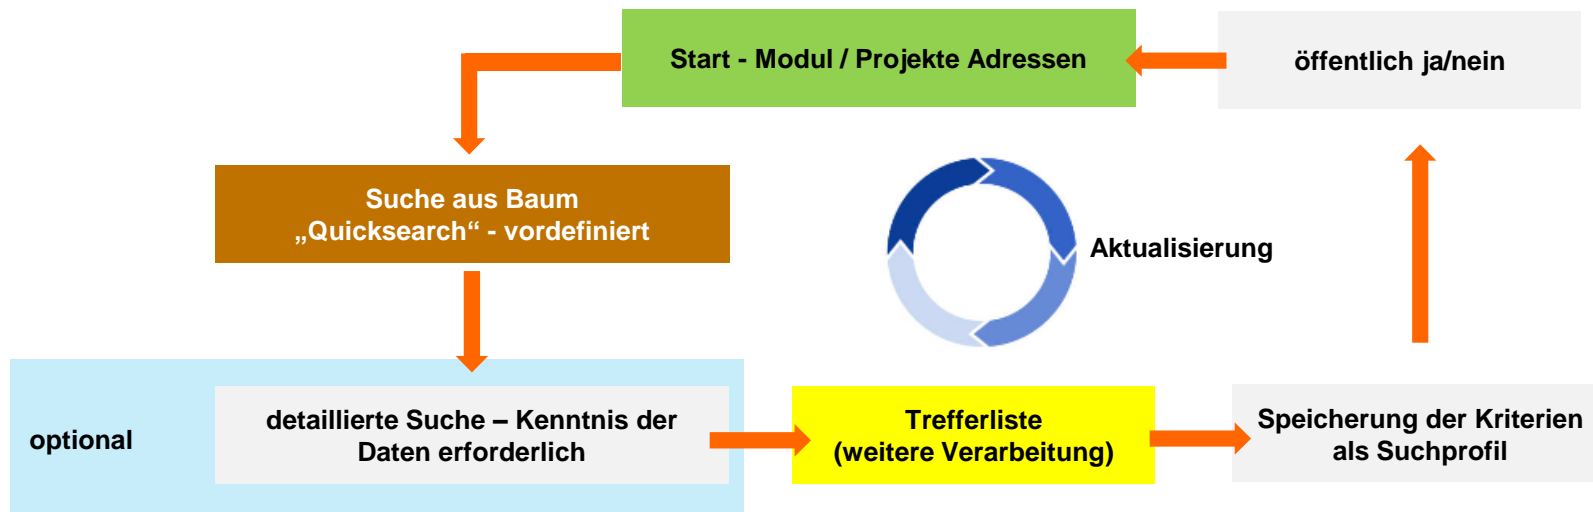 Start - Modul / Projekte Adressen
öffentlich ja/nein
Suche aus Baum
„Quicksearch“ - vordefiniert
Aktualisierung
optional
detaillierte Suche – Kenntnis der
Daten erforderlich
Trefferliste
(weitere Verarbeitung)
Speicherung der Kriterien
als Suchprofil